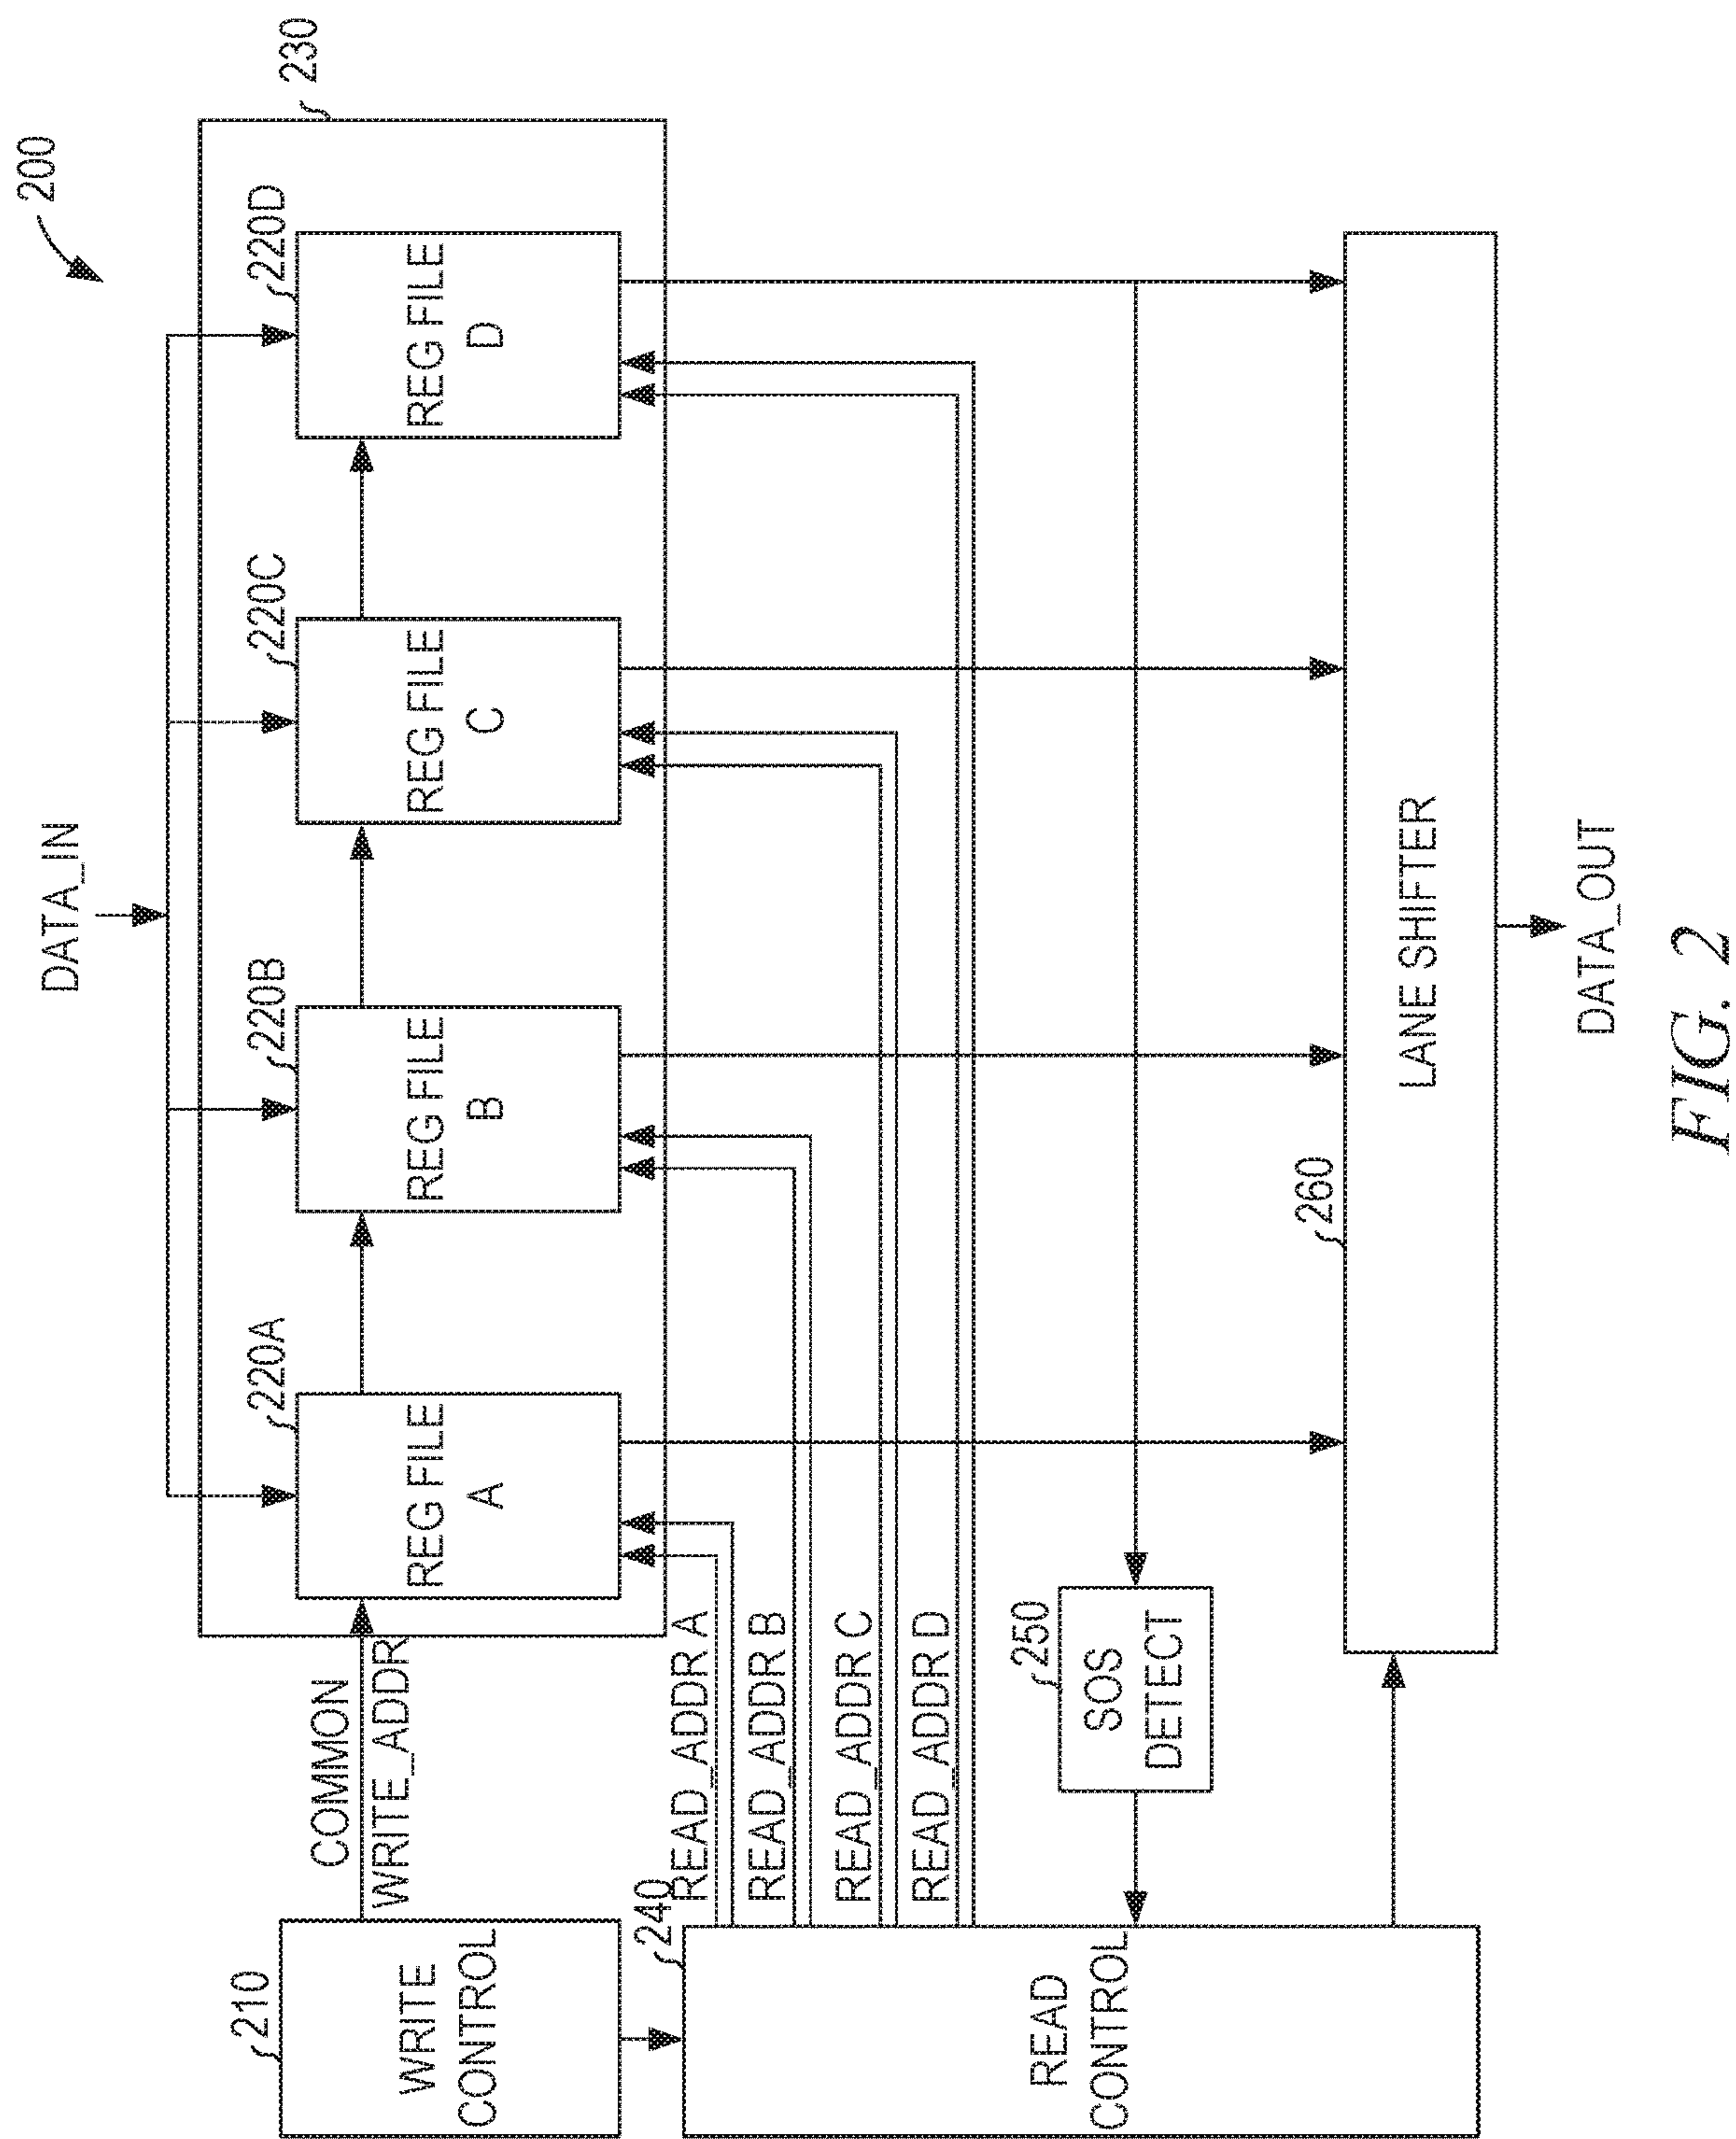 200
DATA_IN
230
210
220A
220B
220C
220D
COMMON
WRITE_ADDR
WRITE
CONTROL
REG FILE
A
REG FILE
B
REG FILE
C
REG FILE
D
240
READ_ADDR A
READ_ADDR B
READ_ADDR C
READ_ADDR D
250
READ
CONTROL
SOS
DETECT
260
LANE SHIFTER
DATA_OUT
FIG. 2